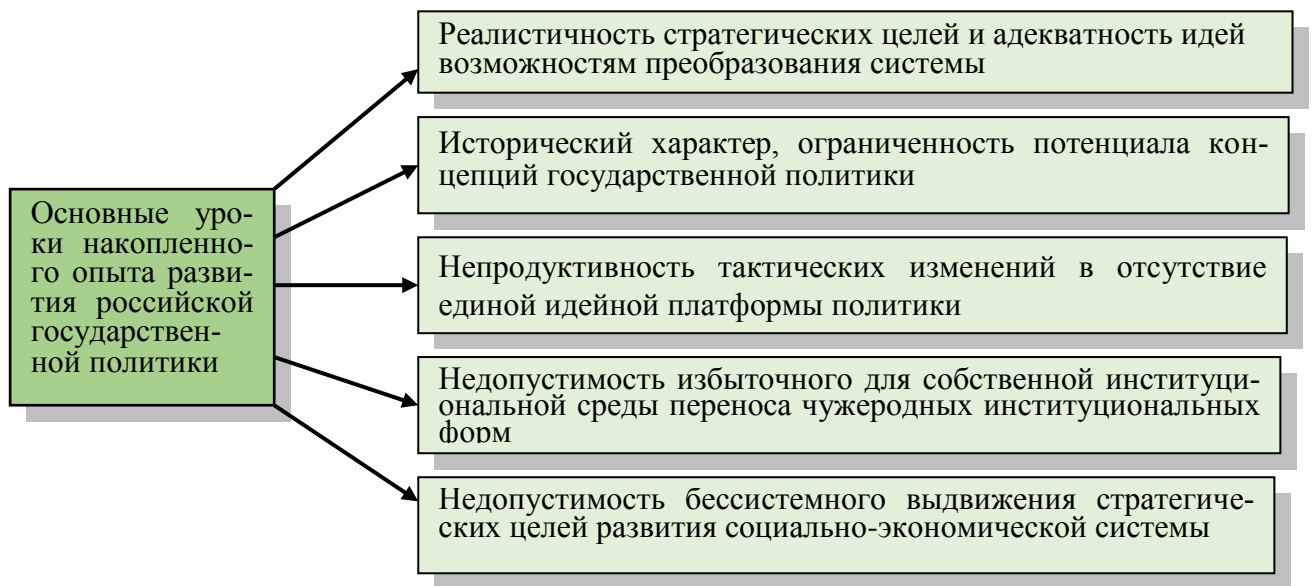 Реалистичность стратегических целей и адекватность идей
возможностям преобразования системы
Исторический характер, ограниченность потенциала кон-
цепций государственной политики
Основные уро-
ки накопленно-
го опыта разви-
тия российской
государствен-
ной политики
Непродуктивность тактических изменений в отсутствие
единой идейной платформы политики
Недопустимость избыточного для собственной институци-
ональной среды переноса чужеродных институциональных
форм
Недопустимость бессистемного выдвижения стратегиче-
ских целей развития социально-экономической системы